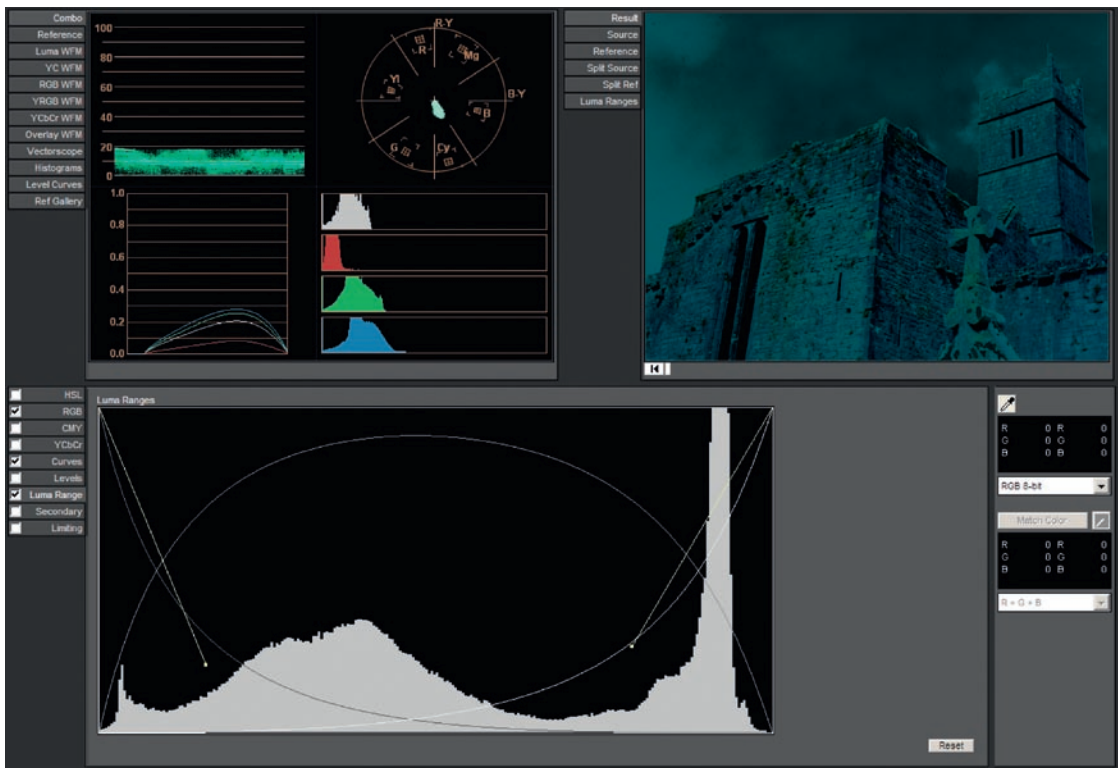 Combo
Reference
Luma WFM
YC WFM
RGB WFM
YRGB WFM
YCbCr WFM
Overlay WFM
Vectorscope
Histograms
Level Curves
Ref Gallery
100
80
60
40
20
0
R-Y
R
Mg
Yl
B-Y
B
G
Cy
1.0
0.8
0.6
0.4
0.2
0.0
Result
Source
Reference
Split Source
Split Ref
Luma Ranges
HSL
RGB
CMY
YCbCr
Curves
Levels
Luma Range
Secondary
Limiting
Luma Ranges
Reset
R 0 R 0
G 0 G 0
B 0 B 0
RGB 8-bit
Match Color
R 0 R 0
G 0 G 0
B 0 B 0
R + G + B